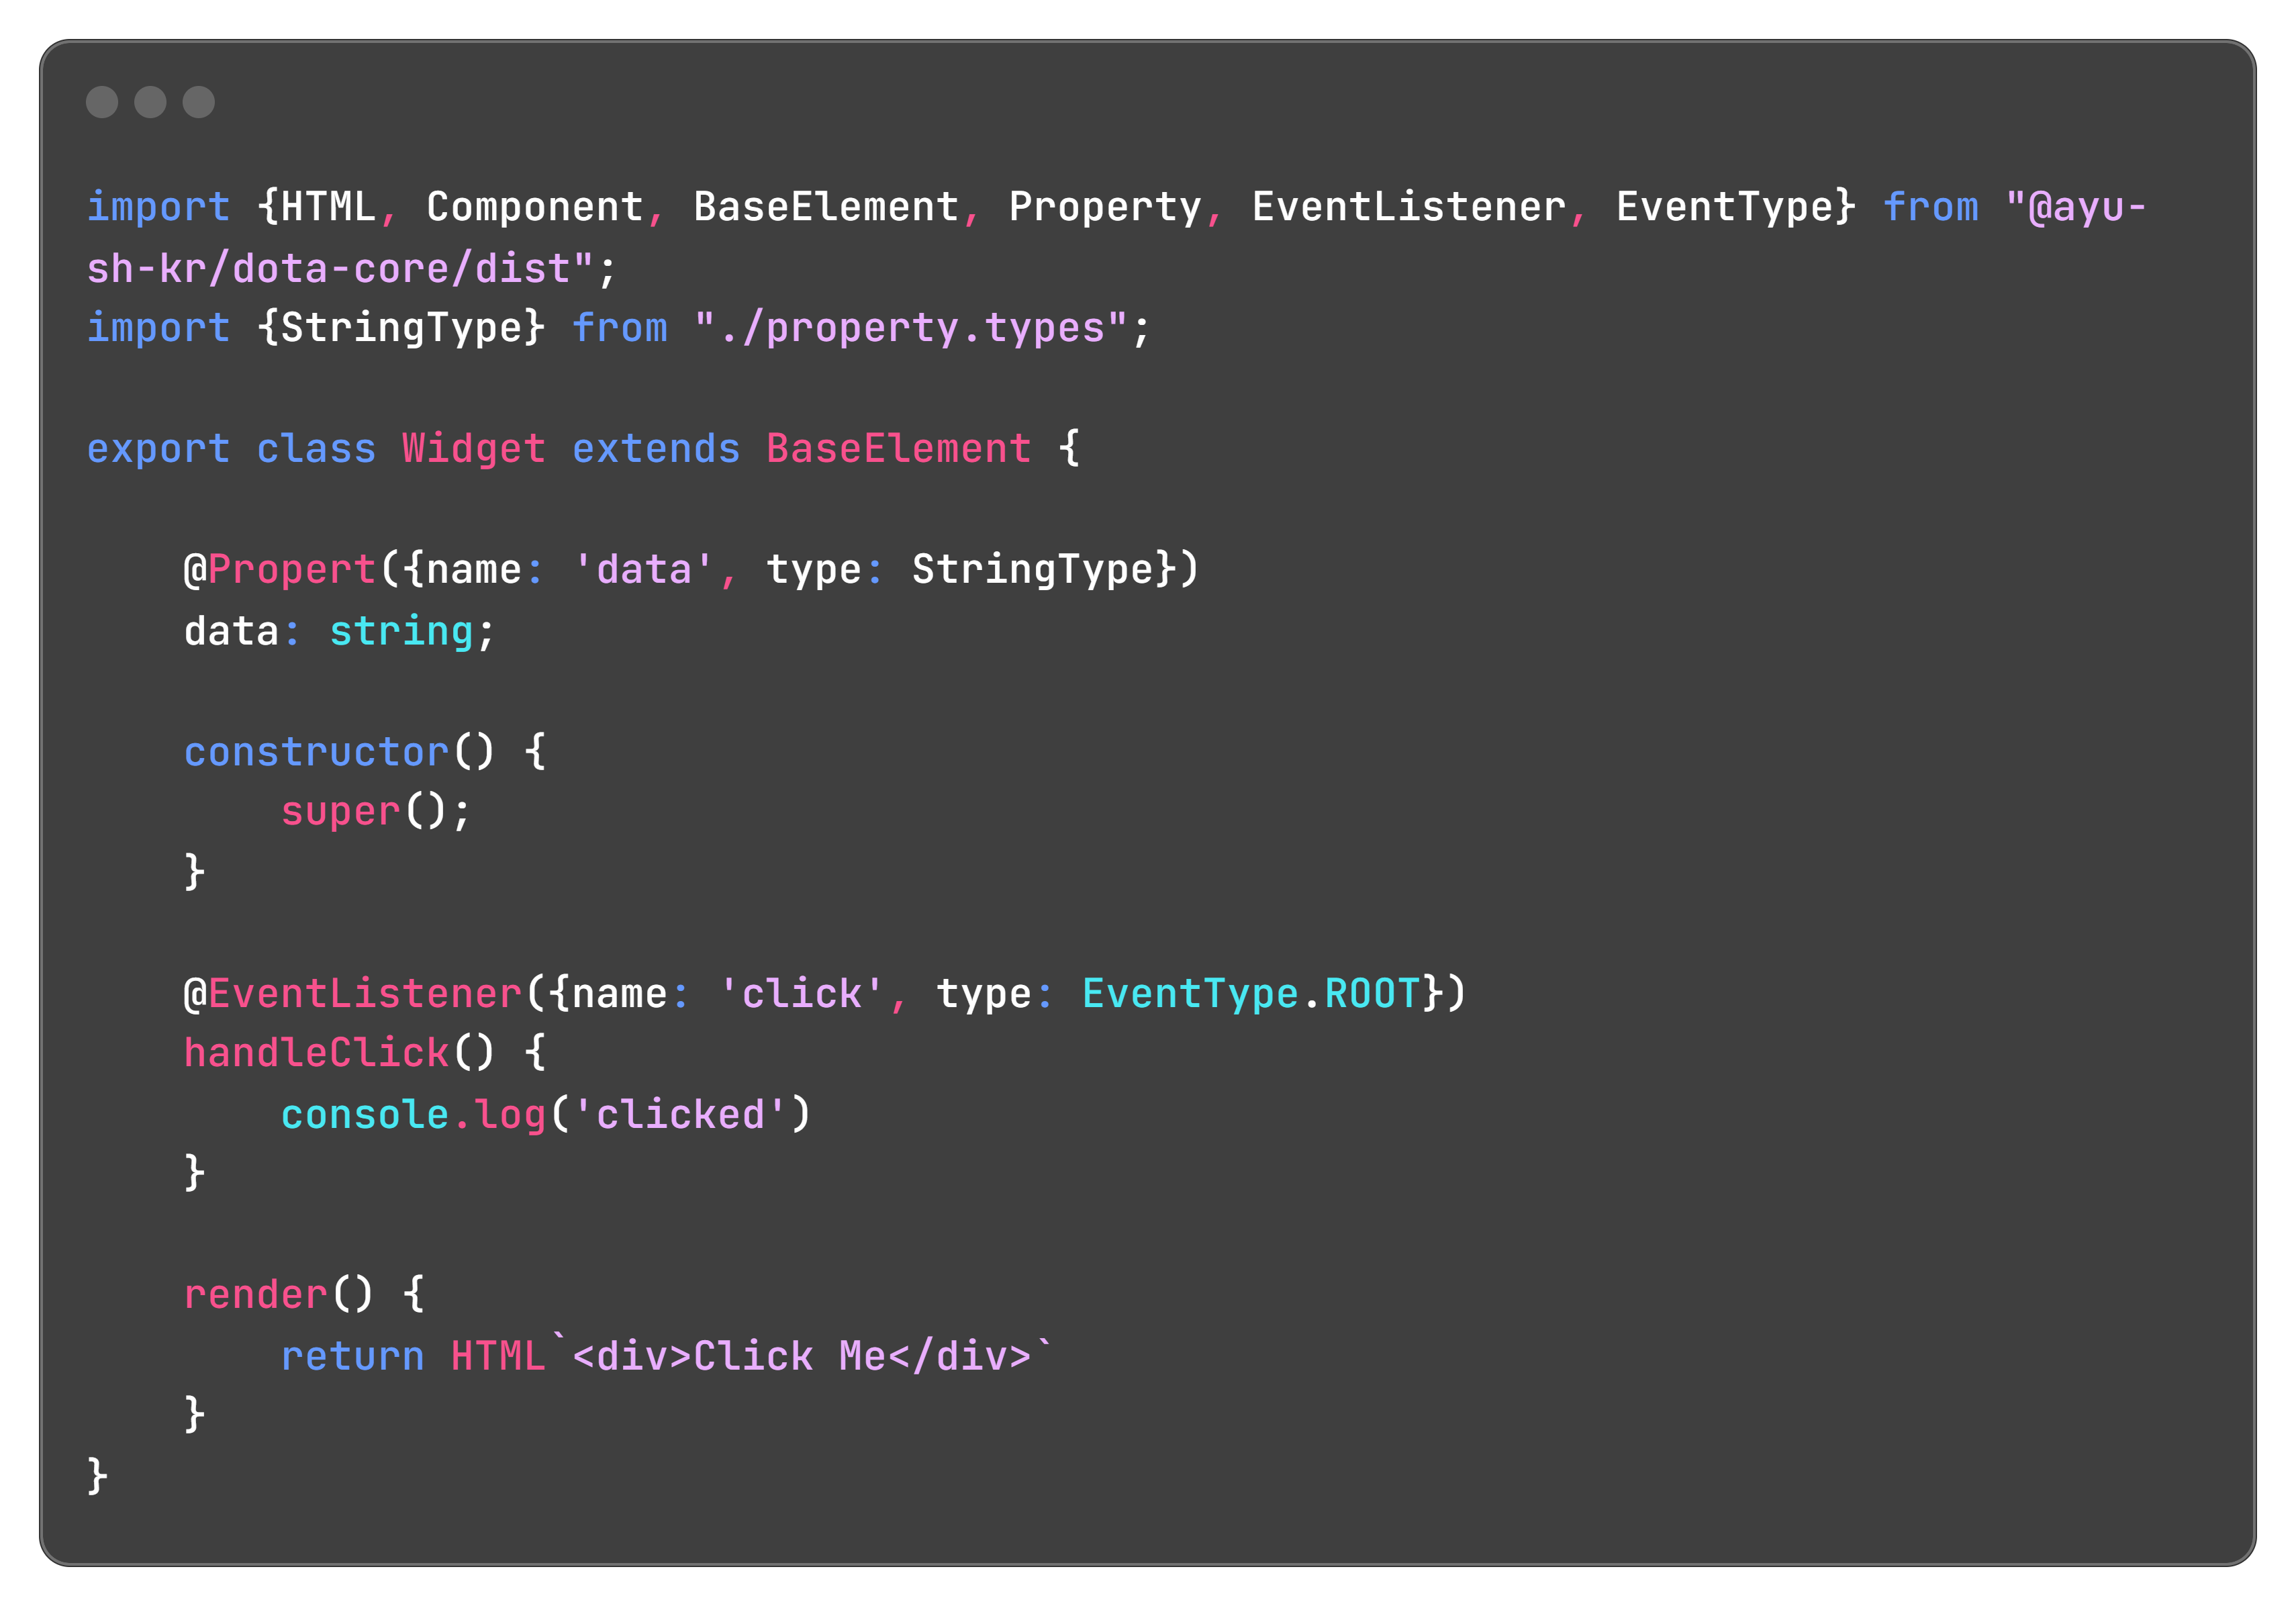 import {HTML, Component, BaseElement, Property, EventListener, EventType} from "@ayu-
sh-kr/dota-core/dist";
import {StringType} from "./property.types";
export class Widget extends BaseElement {
@Propert({name: 'data', type: StringType})
data: string;
constructor() {
super();
}
@EventListener({name: 'click', type: EventType.ROOT})
handleClick() {
console.log('clicked')
}
render() {
return HTML`<div>Click Me</div>`
}
}